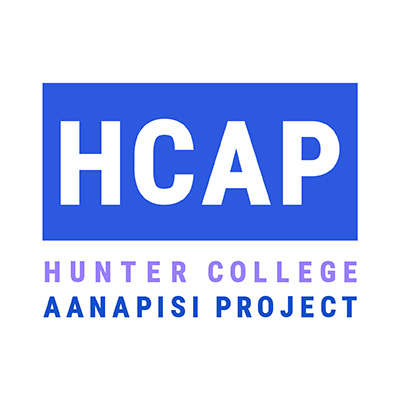 HCAP
HUNTER COLLEGE
AANAPISI PROJECT